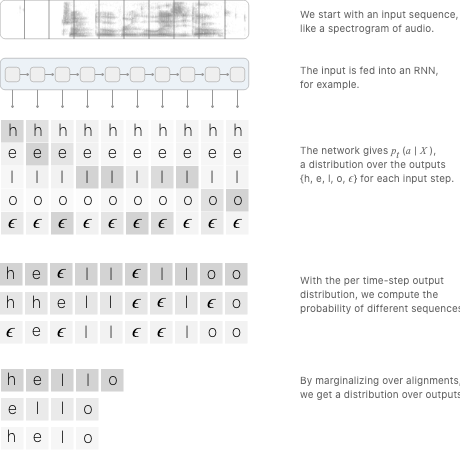 We start with an input sequence,
like a spectrogram of audio.
The input is fed into an RNN,
for example.
h h h h h h h h h h
e e e e e e e e e e
l l l l l l l l l l
o o o o o o o o o o
ϵ ϵ ϵ ϵ ϵ ϵ ϵ ϵ ϵ ϵ
The network gives pₜ (a | X),
a distribution over the outputs
{h, e, l, o, ϵ} for each input step.
h e ϵ l l ϵ l l o o
h h e l l ϵ ϵ l ϵ o
ϵ e ϵ l l ϵ ϵ l o o
With the per time-step output
distribution, we compute the
probability of different sequences
h e l l o
e l l o
h e l o
By marginalizing over alignments,
we get a distribution over outputs